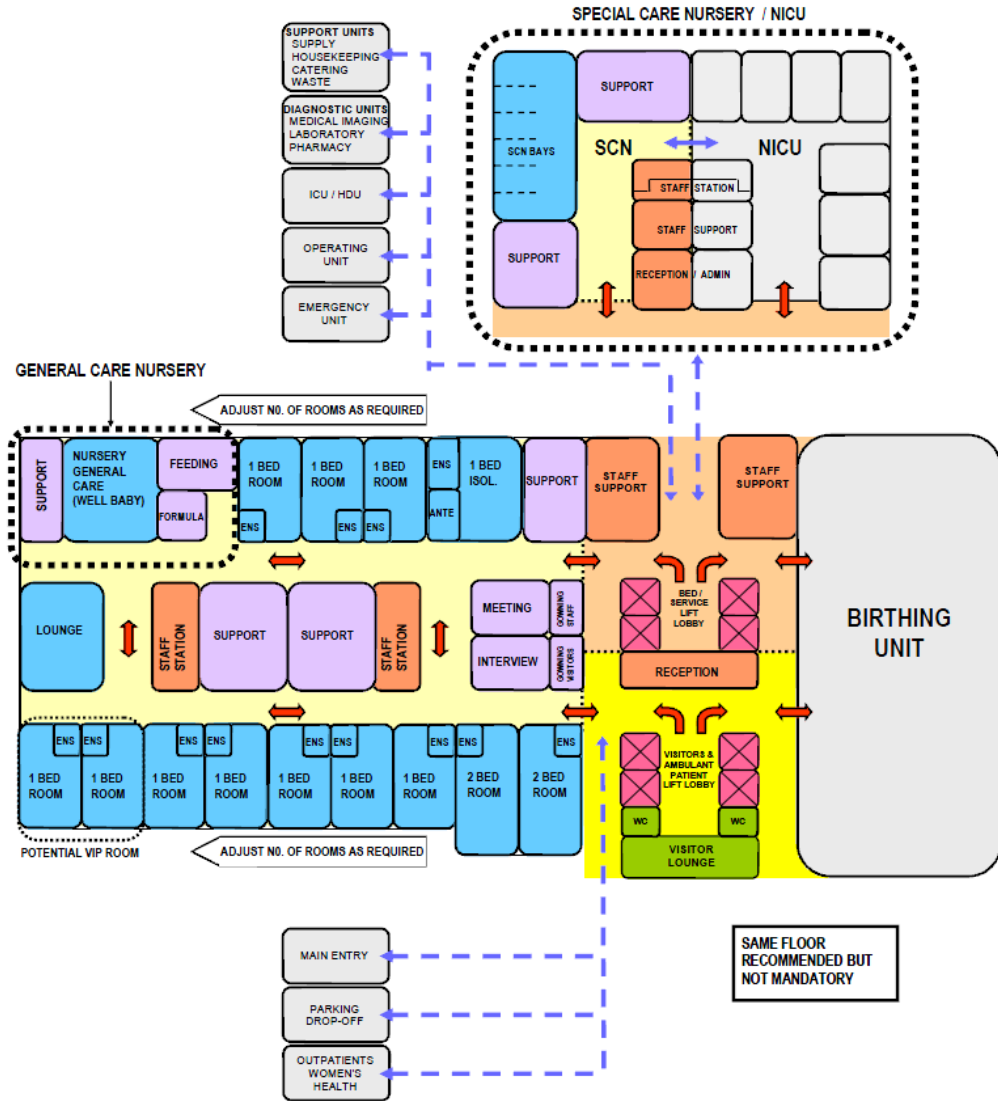 SPECIAL CARE NURSERY / NICU
SUPPORT UNITS
SUPPLY
HOUSEKEEPING
CATERING
WASTE
DIAGNOSTIC UNITS
MEDICAL IMAGING
LABORATORY
PHARMACY
ICU / HDU
OPERATING
UNIT
EMERGENCY
UNIT
SUPPORT
SCN BAYS
SCN
NICU
STAFF STATION
STAFF SUPPORT
SUPPORT
RECEPTION / ADMIN
GENERAL CARE NURSERY
ADJUST N0. OF ROOMS AS REQUIRED
SUPPORT
NURSERY
GENERAL
CARE
(WELL BABY)
FEEDING
FORMULA
1 BED
ROOM
ENS
1 BED
ROOM
ENS
1 BED
ROOM
ENS
ENS
ANTE
1 BED
ISOL.
SUPPORT
STAFF
SUPPORT
STAFF
SUPPORT
LOUNGE
STAFF
STATION
SUPPORT
SUPPORT
STAFF
STATION
MEETING
GOWNING
STAFF
INTERVIEW
GOWNING
VISITORS
BED /
SERVICE
LIFT
LOBBY
RECEPTION
BIRTHING
UNIT
ENS
1 BED
ROOM
ENS
1 BED
ROOM
ENS
1 BED
ROOM
ENS
1 BED
ROOM
ENS
1 BED
ROOM
ENS
1 BED
ROOM
ENS
1 BED
ROOM
ENS
2 BED
ROOM
ENS
2 BED
ROOM
VISITORS &
AMBULANT
PATIENT
LIFT LOBBY
WC
WC
VISITOR
LOUNGE
POTENTIAL VIP ROOM
ADJUST N0. OF ROOMS AS REQUIRED
MAIN ENTRY
PARKING
DROP-OFF
OUTPATIENTS
WOMEN'S
HEALTH
SAME FLOOR
RECOMMENDED BUT
NOT MANDATORY